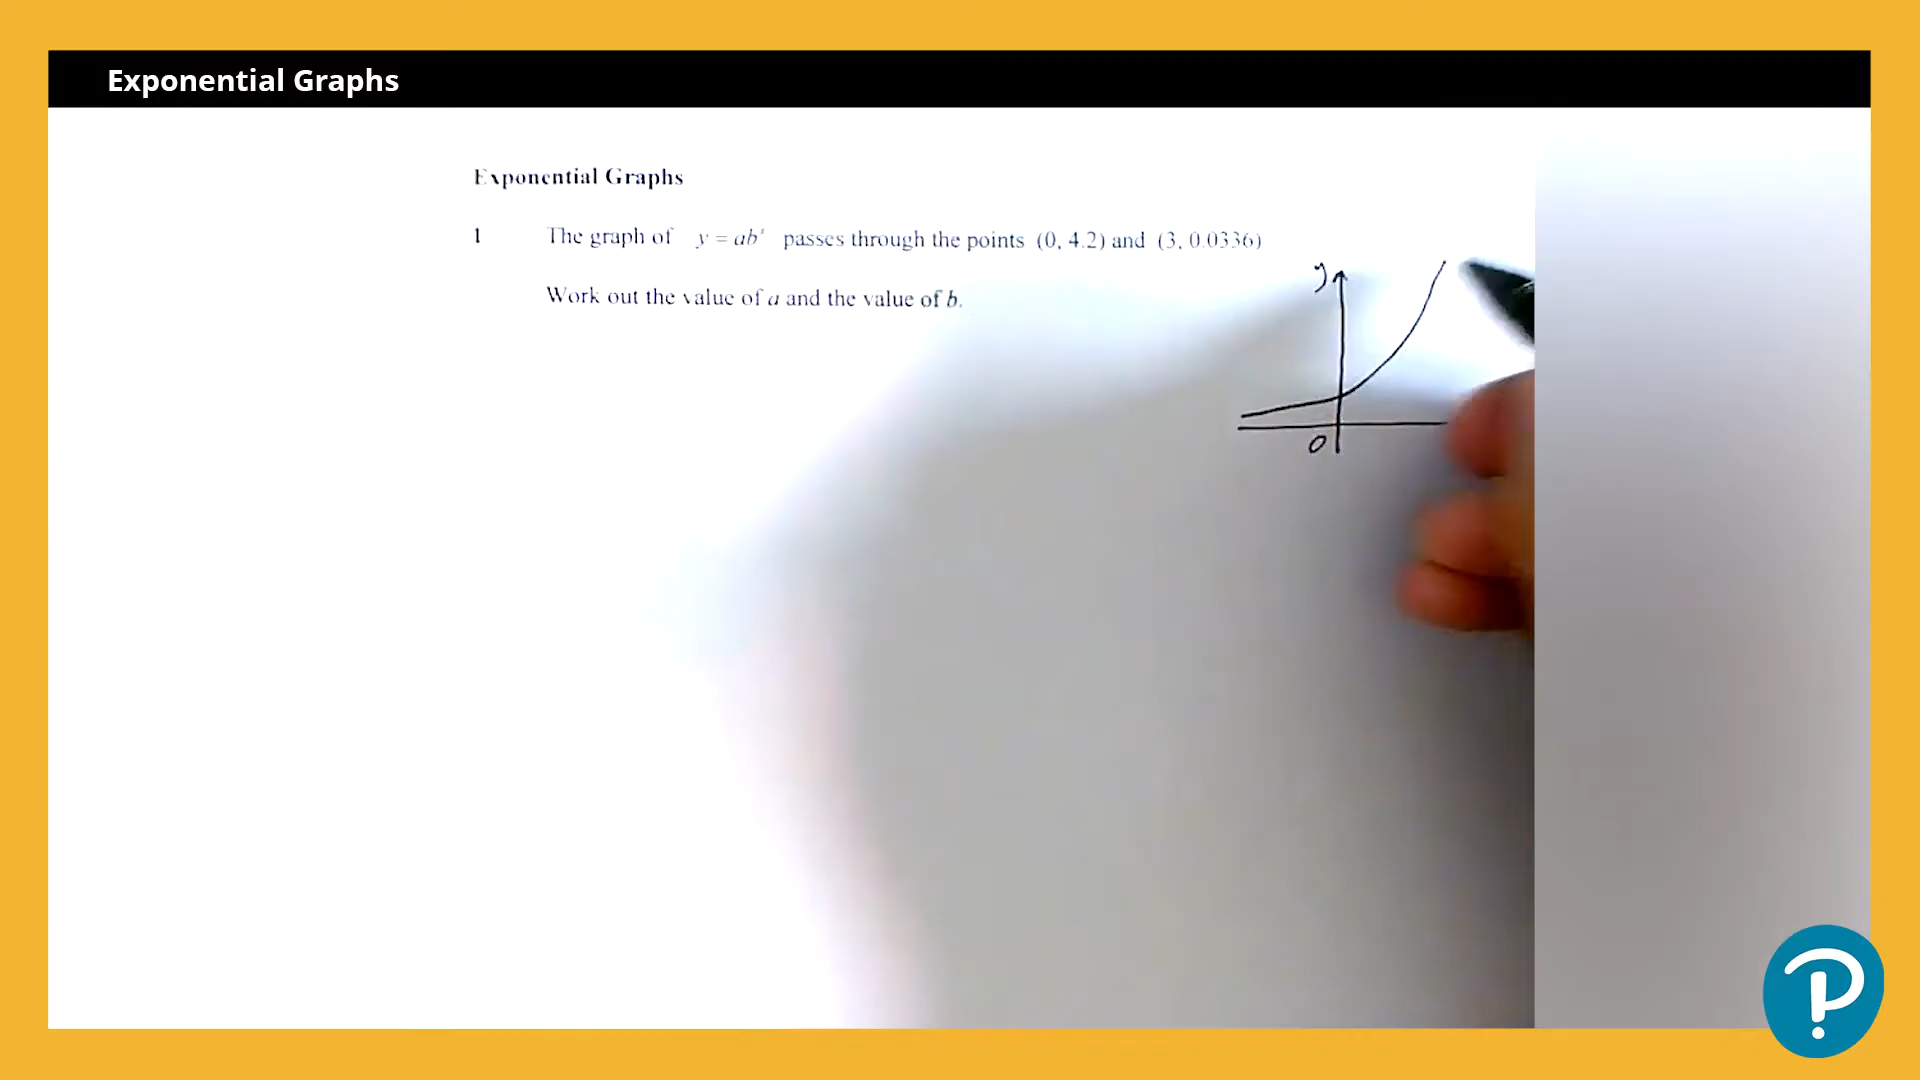 Exponential Graphs
Exponential Graphs
1 The graph of y = abˣ passes through the points (0, 4.2) and (3, 0.0336)
Work out the value of a and the value of b.
y
O